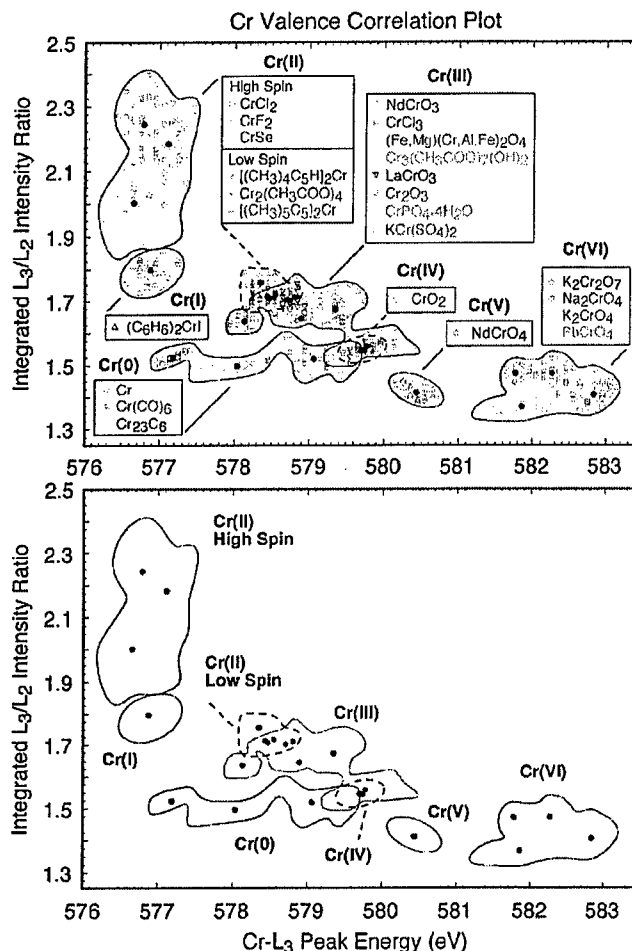 Cr Valence Correlation Plot
Integrated L3/L2 Intensity Ratio
2.5
2.3
2.1
1.9
1.7
1.5
1.3
Cr(II)
High Spin
CrCl2
CrF2
CrSe
Low Spin
[(CH3)4C5H]2Cr
Cr2(CH3COO)4
[(CH3)5C5]2Cr
Cr(III)
NdCrO3
CrCl3
(Fe,Mg)(Cr,Al,Fe)2O4
Cr3(CH3COO)7(OH)2
LaCrO3
Cr2O3
CrPO4·4H2O
KCr(SO4)2
Cr(I)
(C6H6)2CrI
Cr(IV)
CrO2
Cr(V)
NdCrO4
Cr(VI)
K2Cr2O7
Na2CrO4
K2CrO4
PbCrO4
Cr(0)
Cr
Cr(CO)6
Cr23C6
576 577 578 579 580 581 582 583
Integrated L3/L2 Intensity Ratio
2.5
2.3
2.1
1.9
1.7
1.5
1.3
Cr(II)
High Spin
Cr(II)
Low Spin
Cr(III)
Cr(I)
Cr(VI)
Cr(V)
Cr(0)
Cr(IV)
576 577 578 579 580 581 582 583
Cr-L3 Peak Energy (eV)